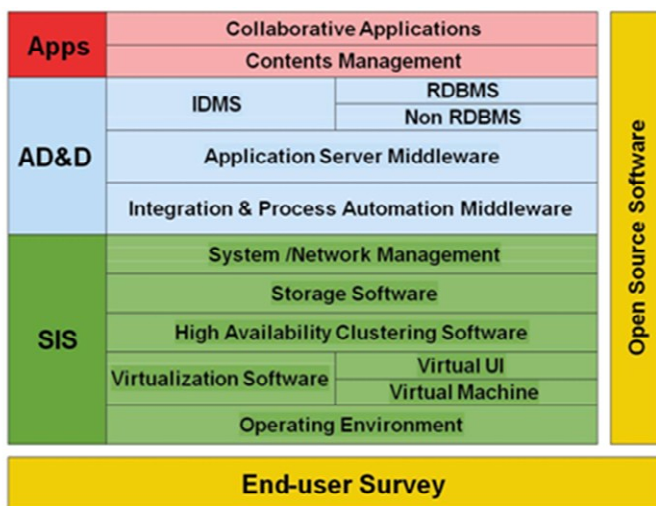 Apps
Collaborative Applications
Contents Management
AD&D
IDMS
RDBMS
Non RDBMS
Application Server Middleware
Integration & Process Automation Middleware
SIS
System /Network Management
Storage Software
High Availability Clustering Software
Virtualization Software
Virtual UI
Virtual Machine
Operating Environment
Open Source Software
End-user Survey